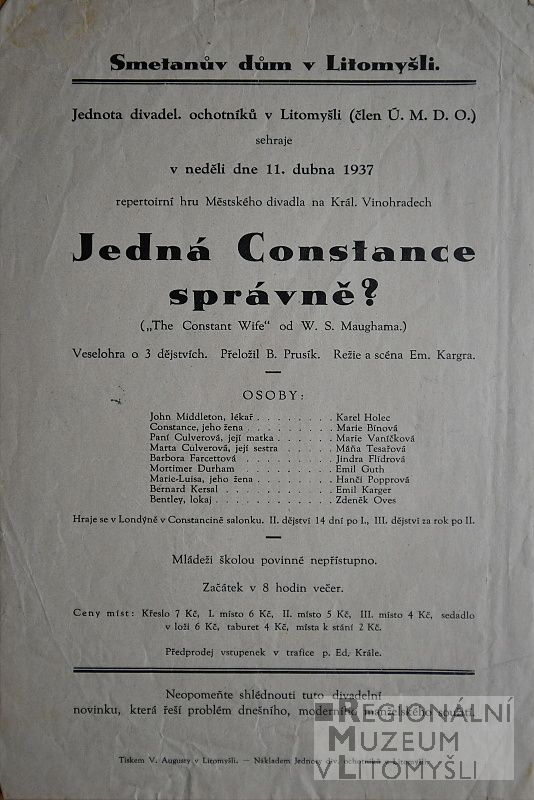 Smetanův dům v Litomyšli.
Jednota divadel. ochotníků v Litomyšli (člen Ú. M. D. O.)
sehraje
v neděli dne 11. dubna 1937
repertoirní hru Městského divadla na Král. Vinohradech
Jedná Constance
správně?
(„The Constant Wife" od W. S. Maughama.)
Veselohra o 3 dějstvích. Přeložil B. Prusík. Režie a scéna Em. Kargra.
OSOBY:
John Middleton, lékař . . . . . . . . Karel Holec
Constance, jeho žena . . . . . . . . . Marie Bínová
Paní Culverová, její matka . . . . . . Marie Vaníčková
Marta Culverová, její sestra . . . . . Máňa Tesařová
Barbora Farcettová . . . . . . . . . Jindra Flídrová
Mortimer Durham . . . . . . . . . . Emil Guth
Marie-Luisa, jeho žena . . . . . . . . Hančí Popprová
Bernard Kersal . . . . . . . . . . . Emil Karger
Bentley, lokaj . . . . . . . . . . . . Zdeněk Oves
Hraje se v Londýně v Constancině salonku. II. dějství 14 dní po I., III. dějství za rok po II.
Mládeži školou povinné nepřístupno.
Začátek v 8 hodin večer.
Ceny míst: Křeslo 7 Kč, I. místo 6 Kč, II. místo 5 Kč, III. místo 4 Kč, sedadlo
v loži 6 Kč, taburet 4 Kč, místa k stání 2 Kč.
Předprodej vstupenek v trafice p. Ed. Krále.
Neopomeňte shlédnouti tuto divadelní
novinku, která řeší problém dnešního, moderního manželského soužití.
Tiskem V. Augusty v Litomyšli. — Nákladem Jednoty div. ochotníků v Litomyšli.
REGIONÁLNÍ
MUZEUM
V LITOMYŠLI